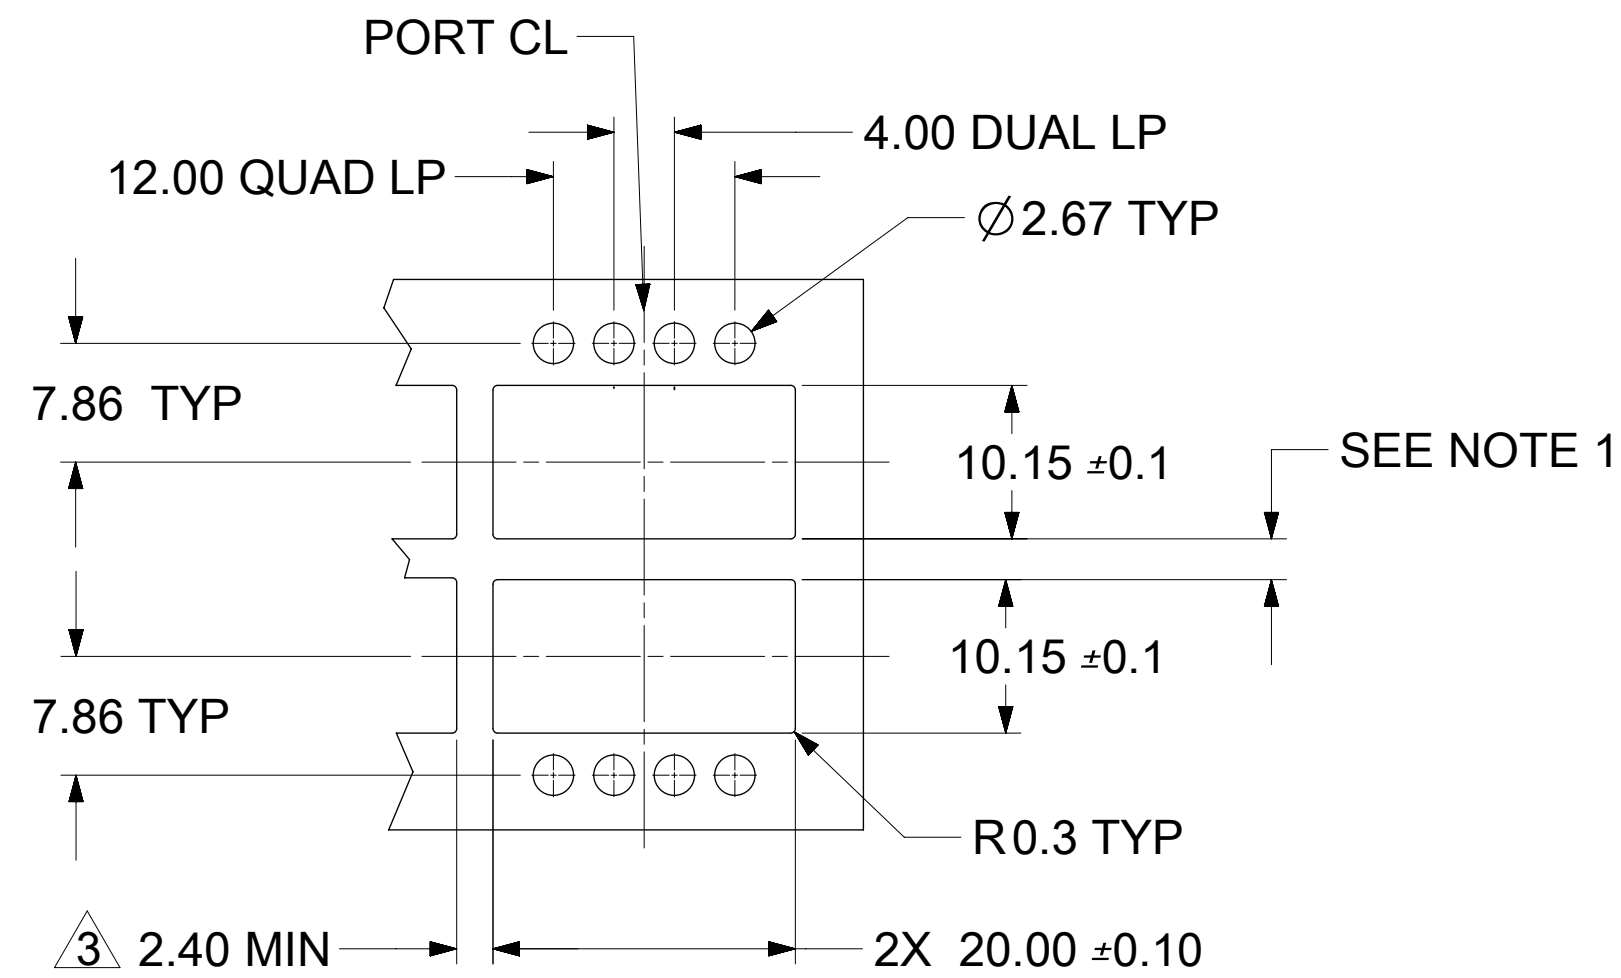 PORT CL
4.00 DUAL LP
12.00 QUAD LP
∅2.67 TYP
7.86 TYP
10.15 ±0.1
SEE NOTE 1
10.15 ±0.1
7.86 TYP
R0.3 TYP
3 2.40 MIN
2X 20.00 ±0.10